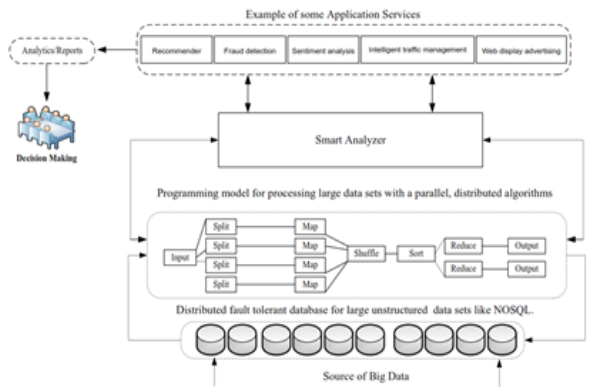 Example of some Application Services
Analytics/Reports
Recommender
Fraud detection
Sentiment analysis
Intelligent traffic management
Web display advertising
Decision Making
Smart Analyzer
Programming model for processing large data sets with a parallel, distributed algorithms
Split
Map
Split
Map
Input
Shuffle
Sort
Reduce
Output
Split
Map
Reduce
Output
Split
Map
Distributed fault tolerant database for large unstructured data sets like NOSQL.
Source of Big Data